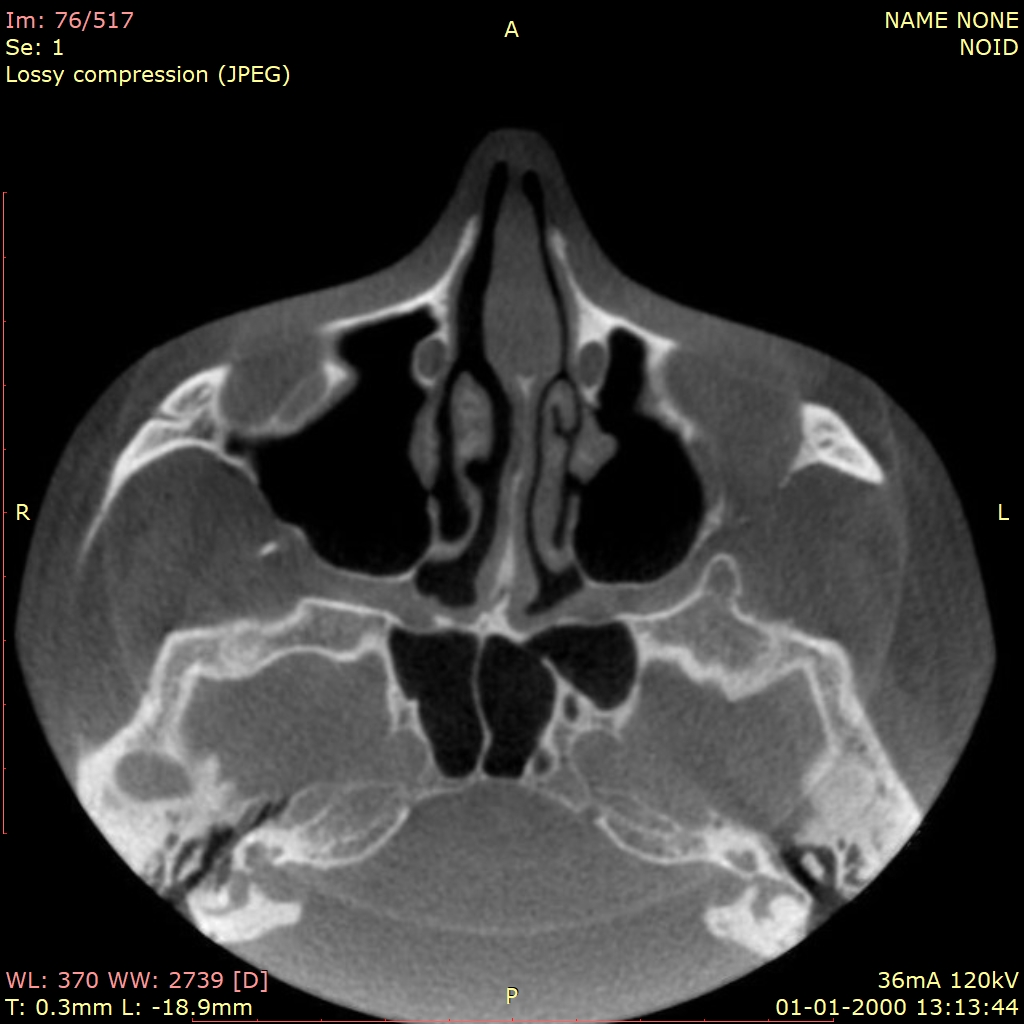 Im: 76/517
Se: 1
Lossy compression (JPEG)
A
NAME NONE
NOID
R
L
WL: 370 WW: 2739 [D]
T: 0.3mm L: -18.9mm
P
36mA 120kV
01-01-2000 13:13:44